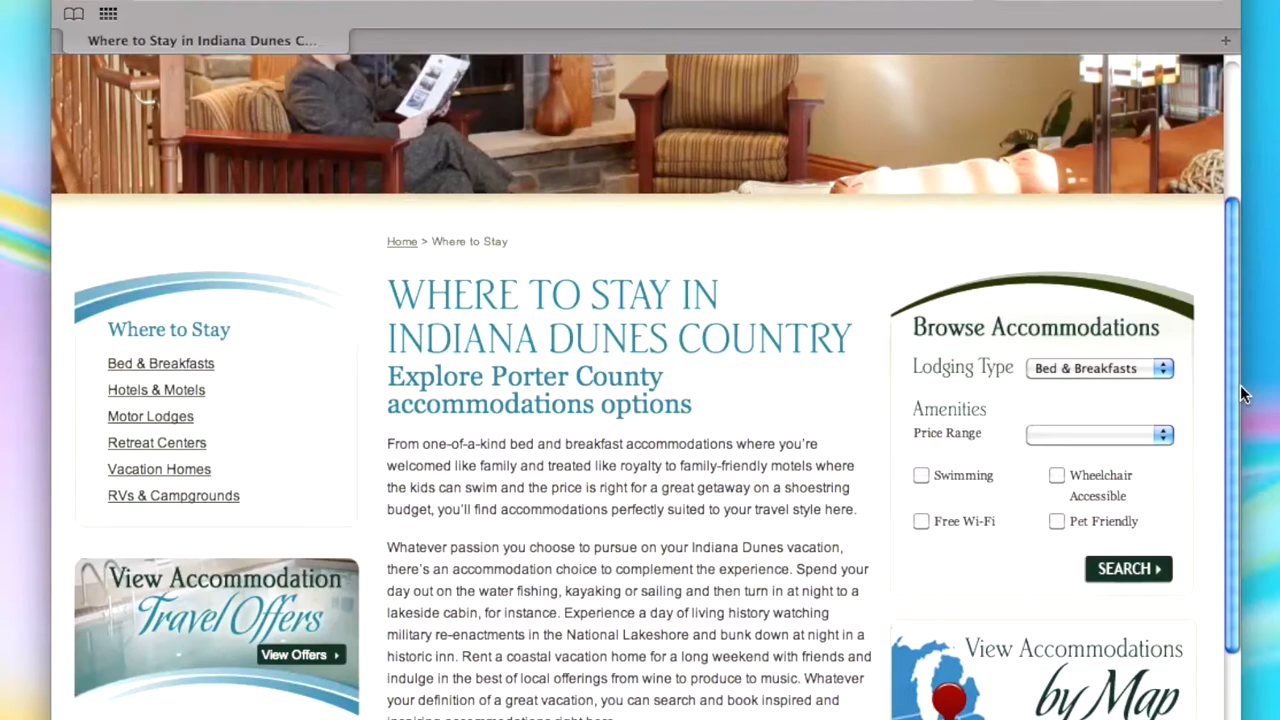 Where to Stay in Indiana Dunes C...
Home > Where to Stay
Where to Stay
Bed & Breakfasts
Hotels & Motels
Motor Lodges
Retreat Centers
Vacation Homes
RVs & Campgrounds
View Accommodation
Travel Offers
View Offers
WHERE TO STAY IN
INDIANA DUNES COUNTRY
Explore Porter County
accommodations options
From one-of-a-kind bed and breakfast accommodations where you're
welcomed like family and treated like royalty to family-friendly motels where
the kids can swim and the price is right for a great getaway on a shoestring
budget, you'll find accommodations perfectly suited to your travel style here.
Whatever passion you choose to pursue on your Indiana Dunes vacation,
there's an accommodation choice to complement the experience. Spend your
day out on the water fishing, kayaking or sailing and then turn in at night to a
lakeside cabin, for instance. Experience a day of living history watching
military re-enactments in the National Lakeshore and bunk down at night in a
historic inn. Rent a coastal vacation home for a long weekend with friends and
indulge in the best of local offerings from wine to produce to music. Whatever
your definition of a great vacation, you can search and book inspired and
Browse Accommodations
Lodging Type Bed & Breakfasts
Amenities
Price Range
Swimming
Wheelchair
Accessible
Free Wi-Fi
Pet Friendly
SEARCH
View Accommodations
by Map